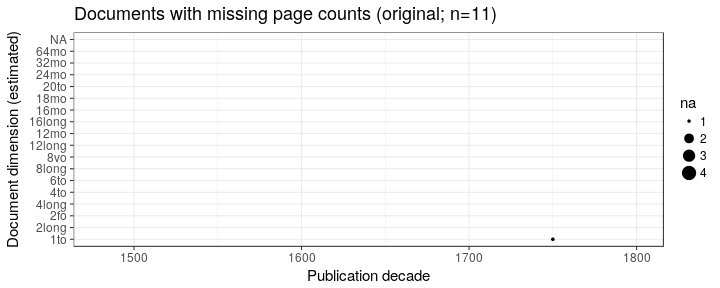 Documents with missing page counts (original; n=11)
Document dimension (estimated)
NA
64mo
32mo
24mo
20to
18mo
16mo
16long
12mo
12long
8vo
8long
6to
4to
4long
2fo
2long
1to
1500 1600 1700 1800
Publication decade
na
1
2
3
4